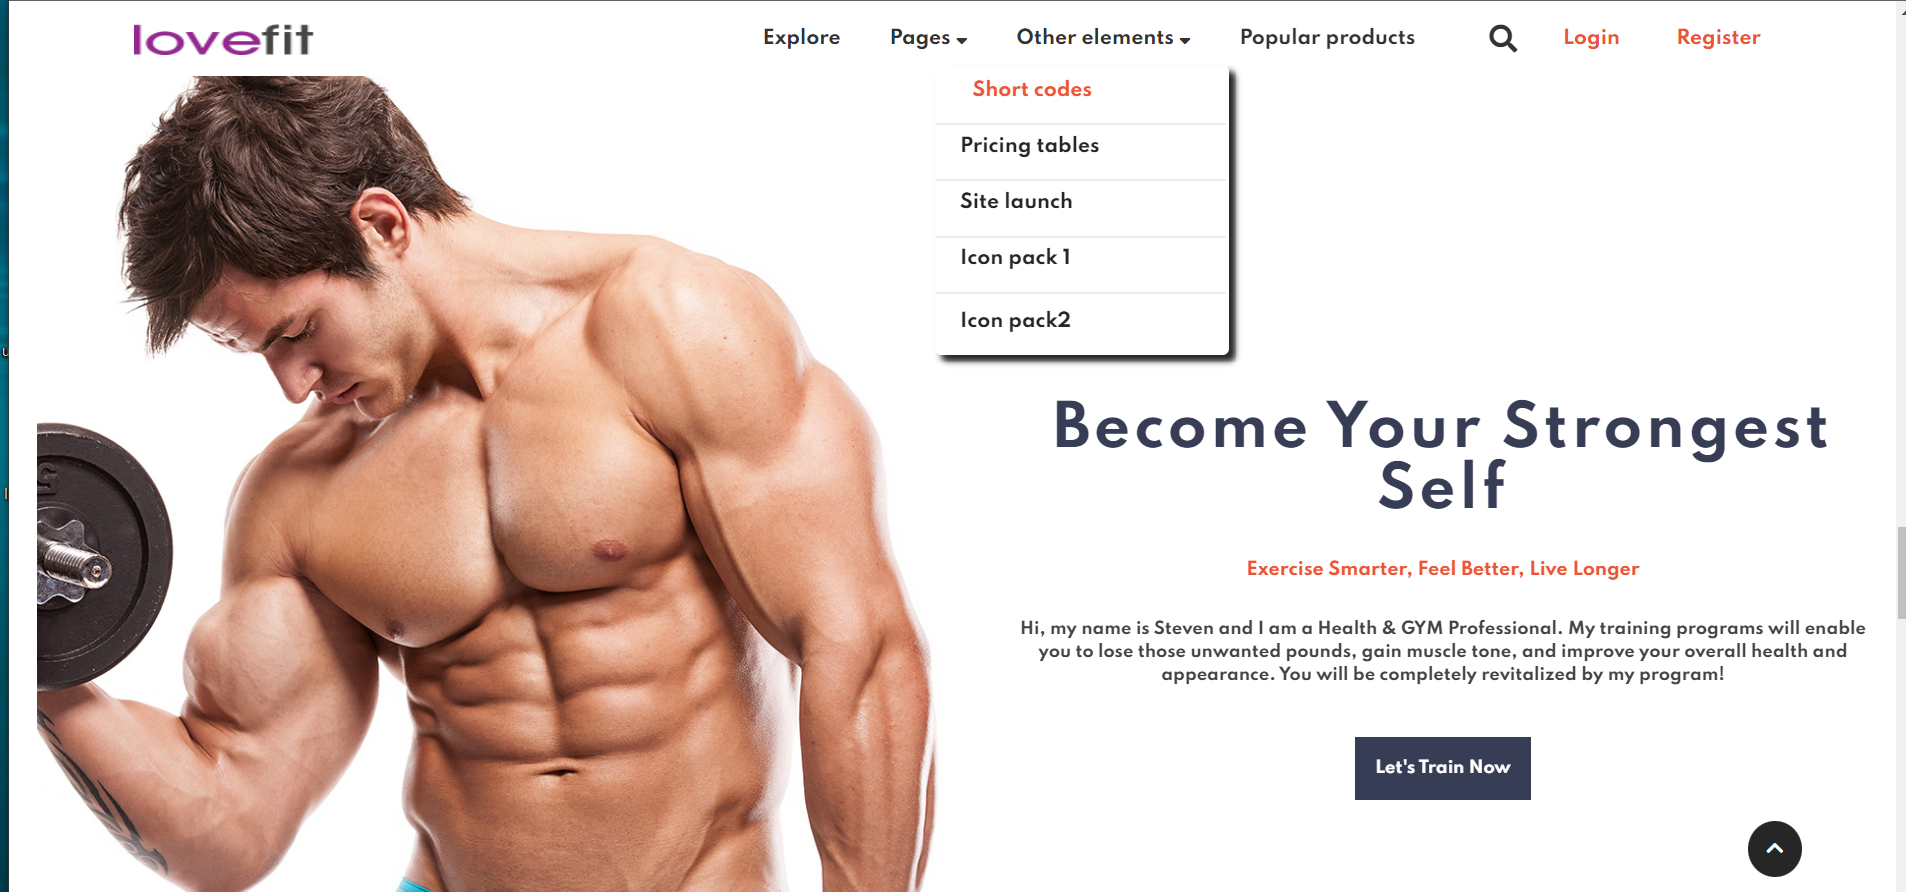 lovefit
Explore Pages Other elements Popular products Login Register
Short codes
Pricing tables
Site launch
Icon pack 1
Icon pack2
Become Your Strongest
Self
Exercise Smarter, Feel Better, Live Longer
Hi, my name is Steven and I am a Health & GYM Professional. My training programs will enable
you to lose those unwanted pounds, gain muscle tone, and improve your overall health and
appearance. You will be completely revitalized by my program!
Let's Train Now
5